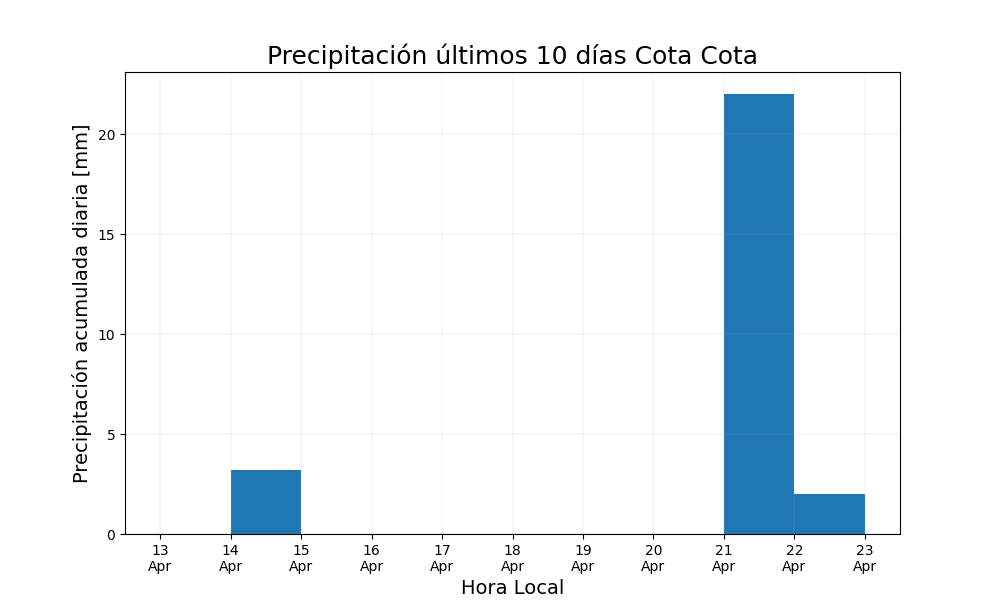 Precipitación últimos 10 días Cota Cota
Precipitación acumulada diaria [mm]
20
15
10
5
0
13 14 15 16 17 18 19 20 21 22 23
Apr Apr Apr Apr Apr Apr Apr Apr Apr Apr Apr
Hora Local